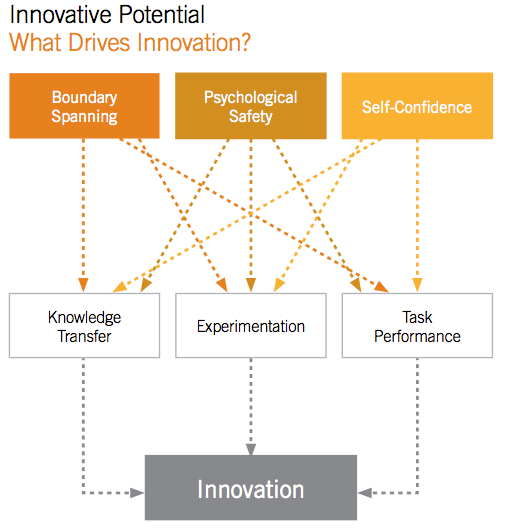 Innovative Potential
What Drives Innovation?
Boundary
Spanning
Psychological
Safety
Self-Confidence
Knowledge
Transfer
Experimentation
Task
Performance
Innovation